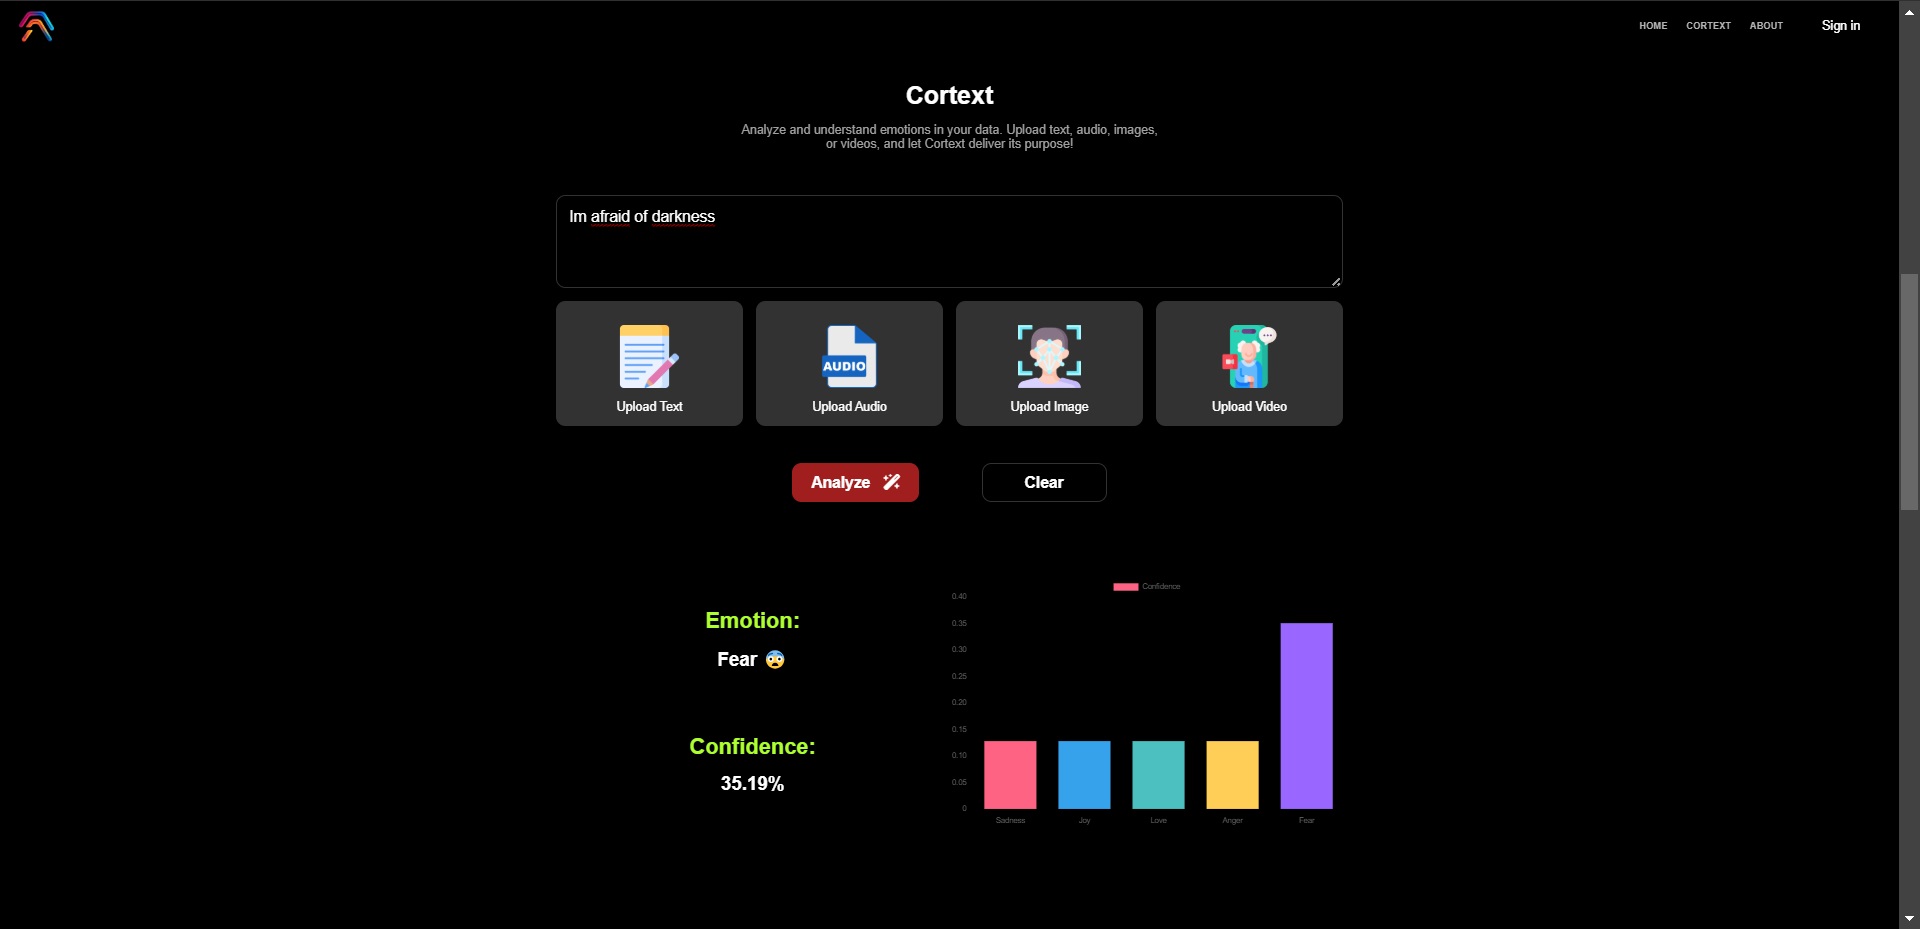 HOME CORTEXT ABOUT Sign in
Cortext
Analyze and understand emotions in your data. Upload text, audio, images,
or videos, and let Cortext deliver its purpose!
Im afraid of darkness
AUDIO
Upload Text Upload Audio Upload Image Upload Video
Analyze Clear
Emotion:
Fear 😨
Confidence:
35.19%
Confidence
0.40
0.35
0.30
0.25
0.20
0.15
0.10
0.05
0
Sadness Joy Love Anger Fear